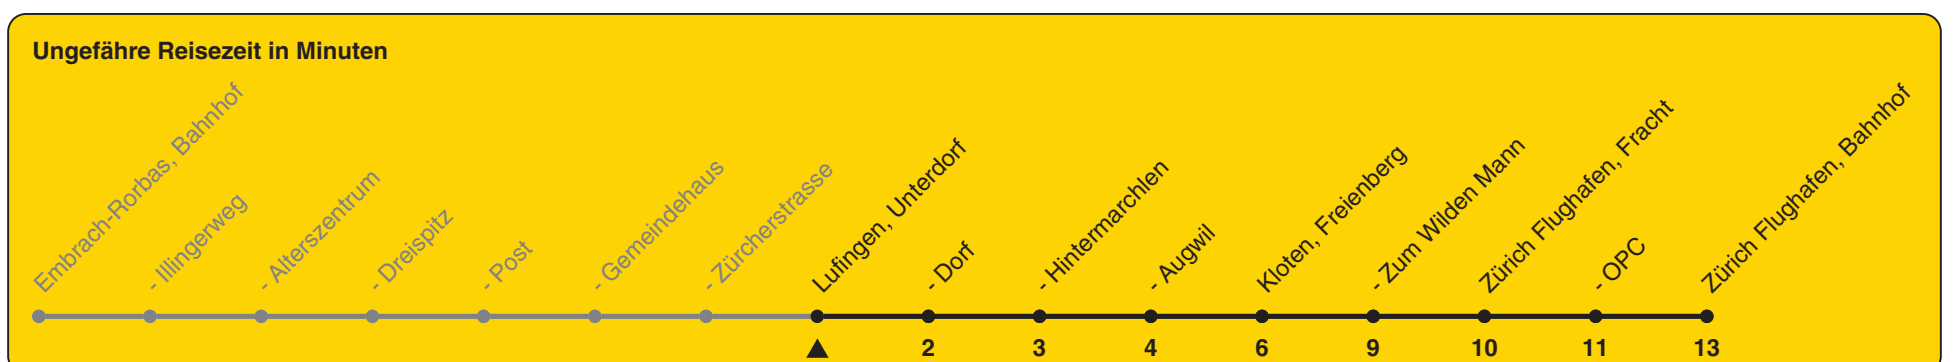 Ungefähre Reisezeit in Minuten
Embrach-Rorbas, Bahnhof
- Illingerweg
- Alterszentrum
- Dreispitz
- Post
- Gemeindehaus
- Zürcherstrasse
Lufingen, Unterdorf
- Dorf
- Hintermarchlen
- Augwil
Kloten, Freienberg
- Zum Wilden Mann
Zürich Flughafen, Fracht
- OPC
Zürich Flughafen, Bahnhof
2 3 4 6 9 10 11 13